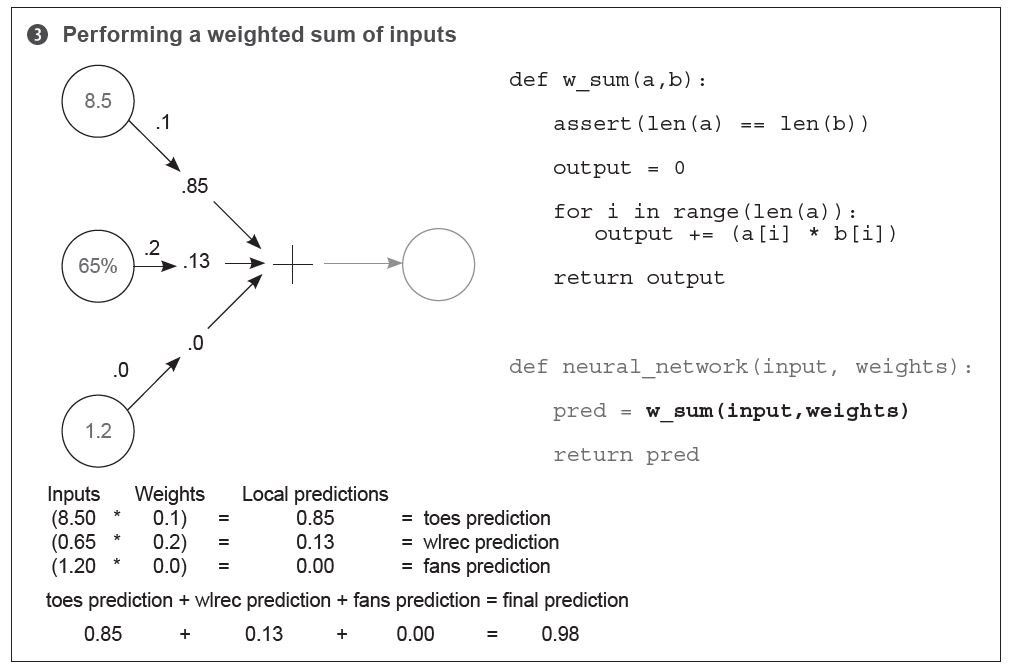 3 Performing a weighted sum of inputs
8.5
.1
.85
65%
.2
.13
.0
.0
1.2
def w_sum(a,b):
assert(len(a) == len(b))
output = 0
for i in range(len(a)):
output += (a[i] * b[i])
return output
def neural_network(input, weights):
pred = w_sum(input,weights)
return pred
Inputs Weights Local predictions
(8.50 * 0.1) = 0.85 = toes prediction
(0.65 * 0.2) = 0.13 = wlrec prediction
(1.20 * 0.0) = 0.00 = fans prediction
toes prediction + wlrec prediction + fans prediction = final prediction
0.85 + 0.13 + 0.00 = 0.98